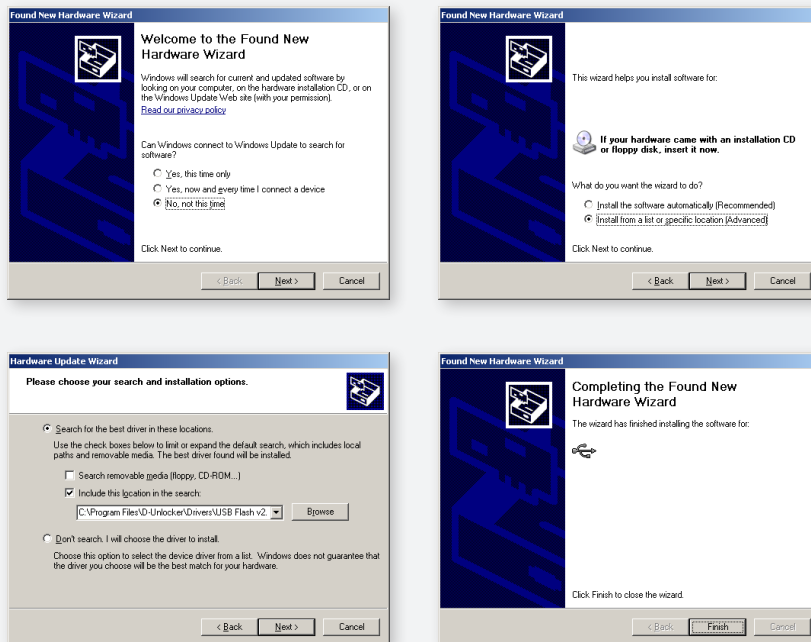 Found New Hardware Wizard
Welcome to the Found New
Hardware Wizard
Windows will search for current and updated software by
looking on your computer, on the hardware installation CD, or on
the Windows Update Web site (with your permission).
Read our privacy policy
Can Windows connect to Windows Update to search for
software?
Yes, this time only
Yes, now and every time I connect a device
No, not this time
Click Next to continue.
< Back
Next >
Cancel
Found New Hardware Wizard
This wizard helps you install software for:
If your hardware came with an installation CD
or floppy disk, insert it now.
What do you want the wizard to do?
Install the software automatically (Recommended)
Install from a list or specific location (Advanced)
Click Next to continue.
< Back
Next >
Cancel
Hardware Update Wizard
Please choose your search and installation options.
Search for the best driver in these locations.
Use the check boxes below to limit or expand the default search, which includes local
paths and removable media. The best driver found will be installed.
Search removable media (floppy, CD-ROM...)
Include this location in the search:
C:\Program Files\D-Unlocker\Drivers\USB Flash v2.
Browse
Don't search. I will choose the driver to install.
Choose this option to select the device driver from a list. Windows does not guarantee that
the driver you choose will be the best match for your hardware.
< Back
Next >
Cancel
Found New Hardware Wizard
Completing the Found New
Hardware Wizard
The wizard has finished installing the software for:
Click Finish to close the wizard.
< Back
Finish
Cancel